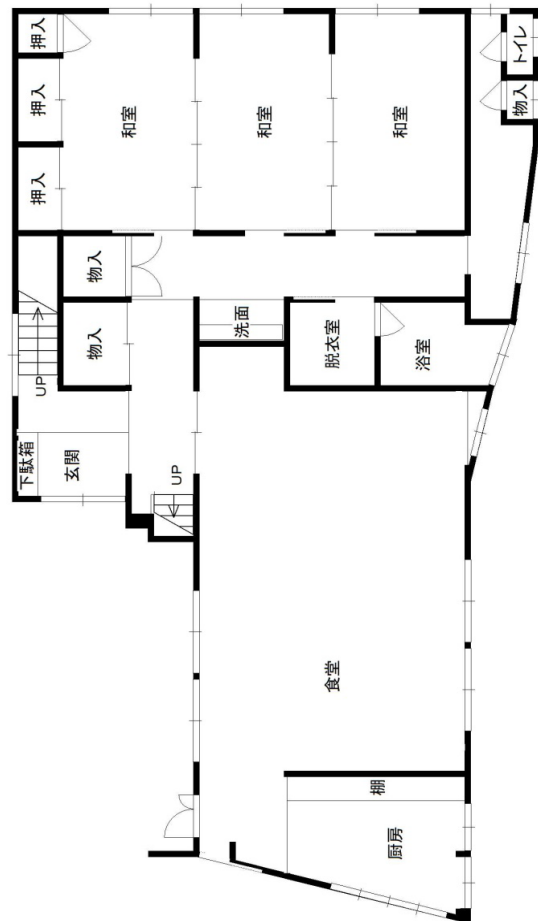 押入
押入
押入
和室
和室
和室
トイレ
物入
物入
物入
洗面
脱衣室
浴室
UP
下駄箱
玄関
UP
食堂
棚
厨房